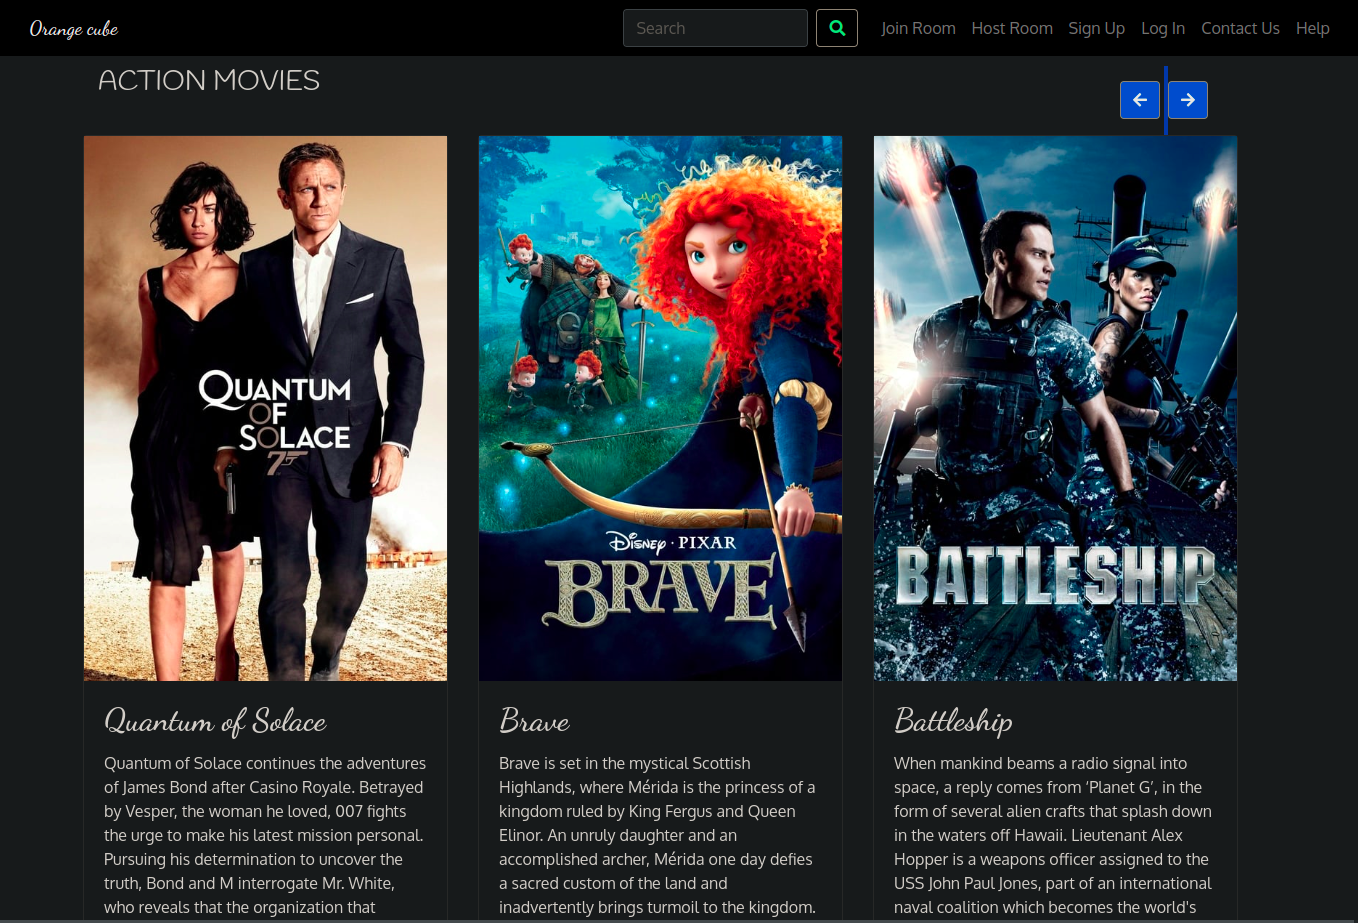 Orange cube
Search
Join Room
Host Room
Sign Up
Log In
Contact Us
Help
ACTION MOVIES
QUANTUM
OF
SOLACE
007
Disney · PIXAR
BRAVE
BATTLESHIP
Quantum of Solace
Quantum of Solace continues the adventures
of James Bond after Casino Royale. Betrayed
by Vesper, the woman he loved, 007 fights
the urge to make his latest mission personal.
Pursuing his determination to uncover the
truth, Bond and M interrogate Mr. White,
who reveals that the organization that
Brave
Brave is set in the mystical Scottish
Highlands, where Mérida is the princess of a
kingdom ruled by King Fergus and Queen
Elinor. An unruly daughter and an
accomplished archer, Mérida one day defies
a sacred custom of the land and
inadvertently brings turmoil to the kingdom.
Battleship
When mankind beams a radio signal into
space, a reply comes from ‘Planet G’, in the
form of several alien crafts that splash down
in the waters off Hawaii. Lieutenant Alex
Hopper is a weapons officer assigned to the
USS John Paul Jones, part of an international
naval coalition which becomes the world's